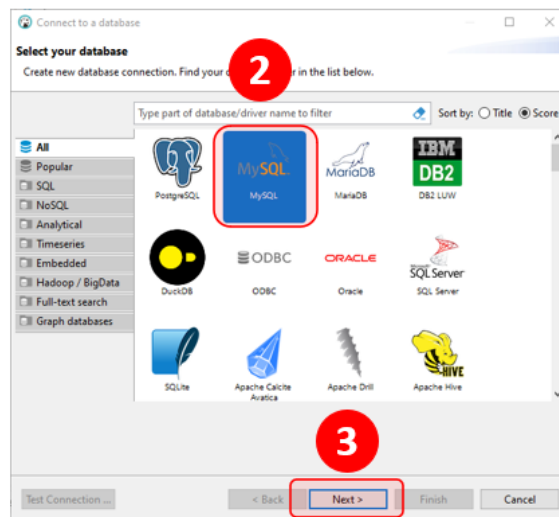 Connect to a database
Select your database
Create new database connection. Find your d er in the list below.
2
Type part of database/driver name to filter
Sort by: Title Score
All
Popular
SQL
NoSQL
Analytical
Timeseries
Embedded
Hadoop / BigData
Full-text search
Graph databases
MySQL
MariaDB
IBM
DB2
PostgreSQL
MySQL
MariaDB
DB2 LUW
ODBC
ORACLE
SQL Server
DuckDB
ODBC
Oracle
SQL Server
HIVE
SQLite
Apache Calcite Avatica
Apache Drill
Apache Hive
3
Test Connection ...
< Back
Next >
Finish
Cancel